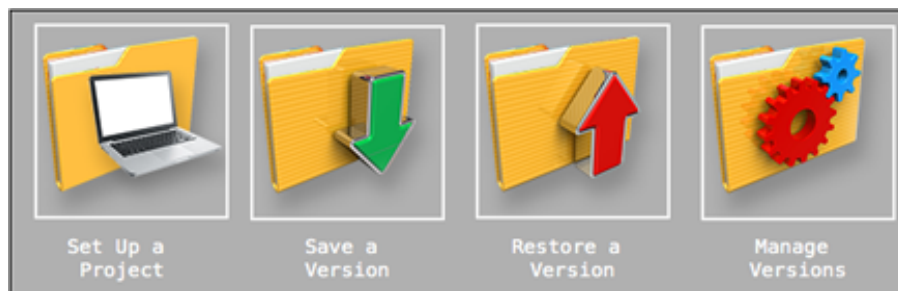 Set Up a
Project
Save a
Version
Restore a
Version
Manage
Versions